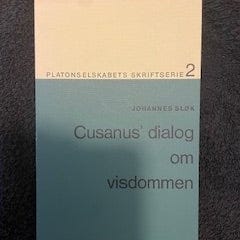 PLATONSELSKABETS SKRIFTSERIE 2
JOHANNES SLØK
Cusanus' dialog
om
visdommen